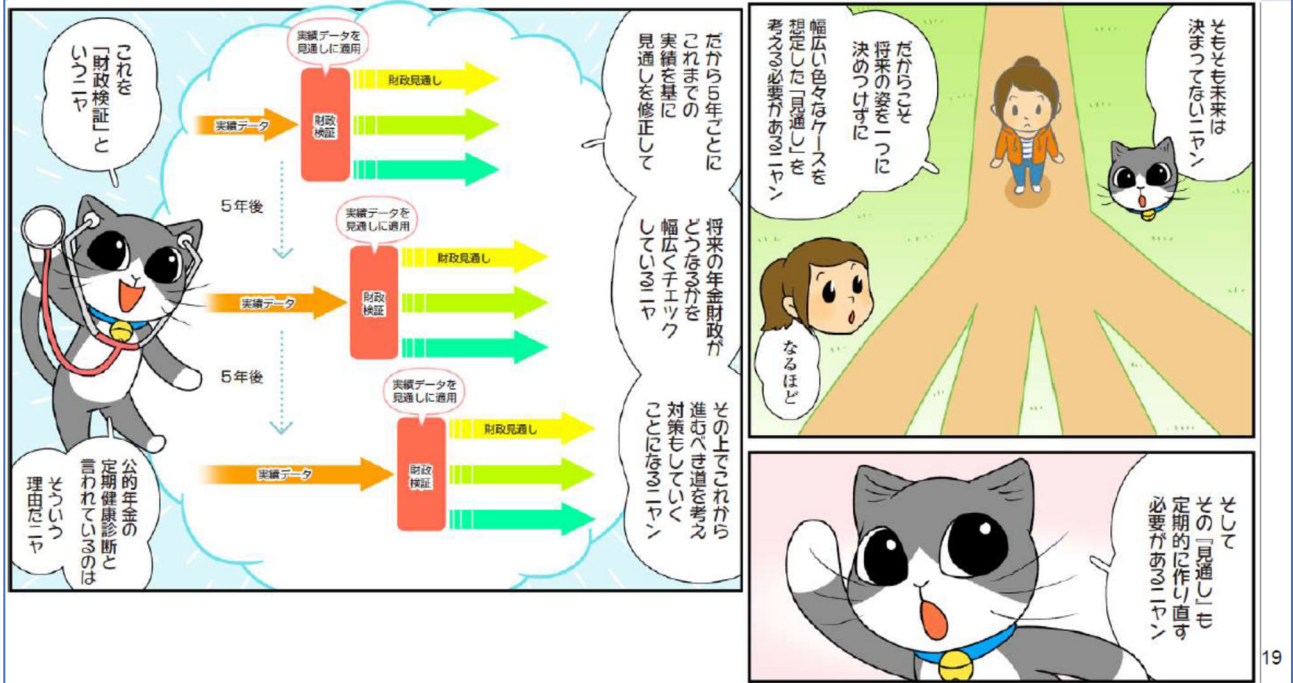 そもそも未来は
決まってないニャン
だからこそ
将来の姿を一つに
決めつけずに
幅広い色々なケースを
想定した「見通し」を
考える必要があるニャン
なるほど
そして
その『見通し』も
定期的に作り直す
必要があるニャン
だから5年ごとに
これまでの
実績を基に
見通しを修正して
将来の年金財政が
どうなるかを
幅広くチェック
しているニャ
その上でこれから
進むべき道を考え
対策もしていく
ことになるニャン
実績データを
見通しに適用
実績データ
財政
検証
財政見通し
5年後
実績データを
見通しに適用
実績データ
財政
検証
財政見通し
5年後
実績データを
見通しに適用
実績データ
財政
検証
財政見通し
これを
「財政検証」と
いうニャ
公的年金の
定期健康診断と
言われているのは
そういう
理由だニャ
19